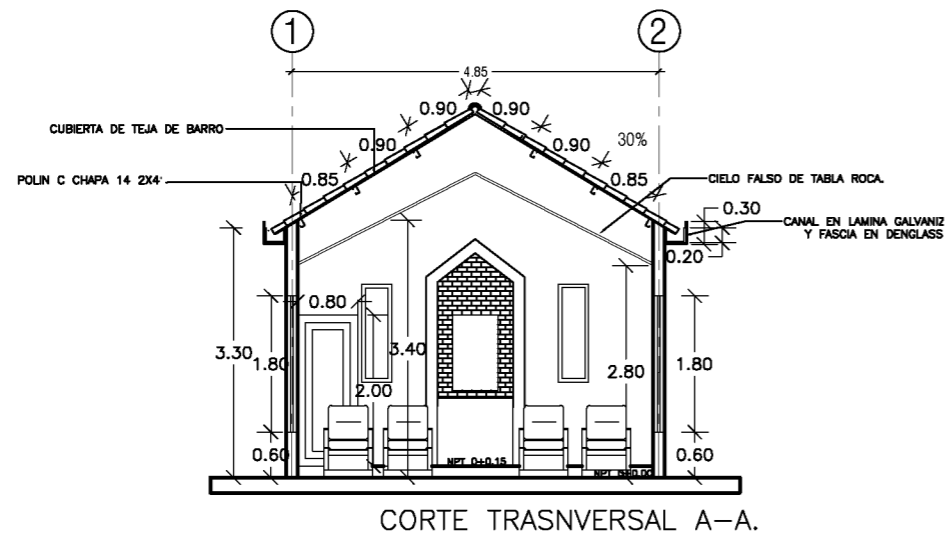 1
2
4.85
0.90 0.90
CUBIERTA DE TEJA DE BARRO
0.90 0.90
30%
POLIN C CHAPA 14 2X4'
0.85 0.85
CIELO FALSO DE TABLA ROCA.
0.30
CANAL EN LAMINA GALVANIZ
Y FASCIA EN DENGLASS
0.20
0.80
3.30
1.80
3.40
2.00
2.80
1.80
0.60
0.60
NPT 0+0.15
NPT 0+0.00
CORTE TRASNVERSAL A-A.